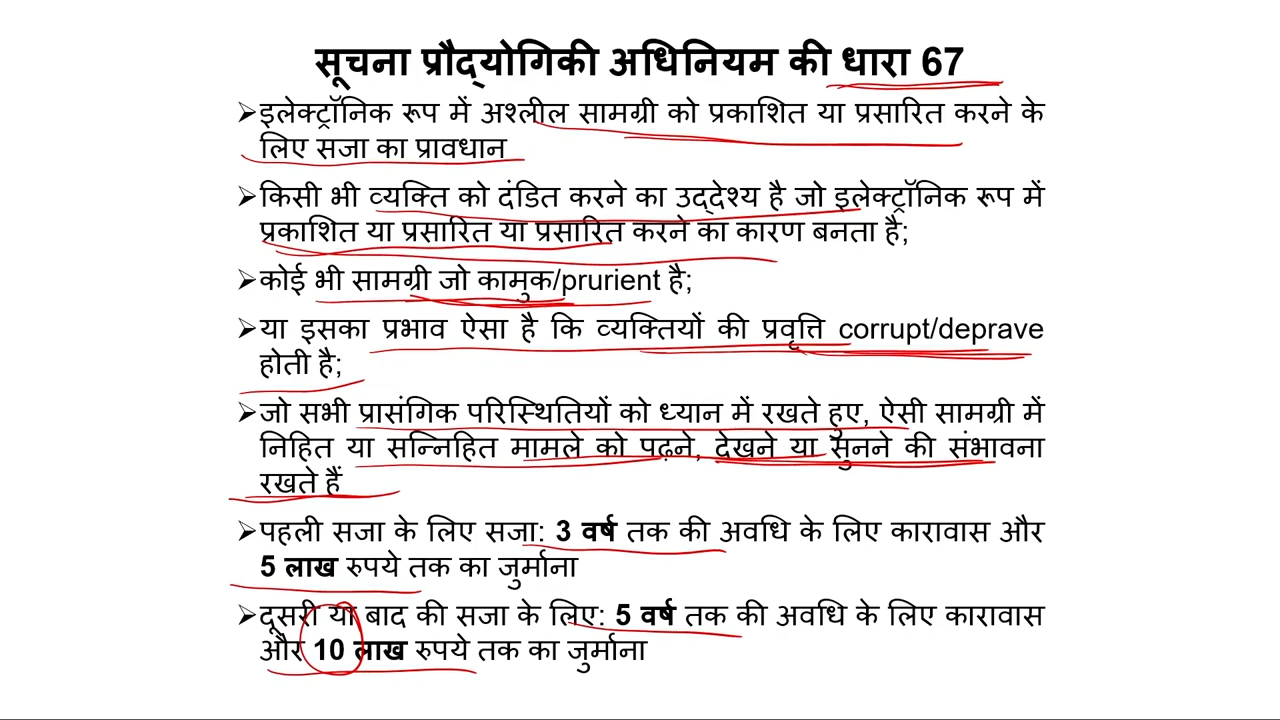 सूचना प्रौद्योगिकी अधिनियम की धारा 67
➢इलेक्ट्रॉनिक रूप में अश्लील सामग्री को प्रकाशित या प्रसारित करने के
लिए सजा का प्रावधान
➢किसी भी व्यक्ति को दंडित करने का उद्देश्य है जो इलेक्ट्रॉनिक रूप में
प्रकाशित या प्रसारित या प्रसारित करने का कारण बनता है;
➢कोई भी सामग्री जो कामुक/prurient है;
➢या इसका प्रभाव ऐसा है कि व्यक्तियों की प्रवृत्ति corrupt/deprave
होती है;
➢जो सभी प्रासंगिक परिस्थितियों को ध्यान में रखते हुए, ऐसी सामग्री में
निहित या सन्निहित मामले को पढ़ने, देखने या सुनने की संभावना
रखते हैं
➢पहली सजा के लिए सजा: 3 वर्ष तक की अवधि के लिए कारावास और
5 लाख रुपये तक का जुर्माना
➢दूसरी या बाद की सजा के लिए: 5 वर्ष तक की अवधि के लिए कारावास
और 10 लाख रुपये तक का जुर्माना